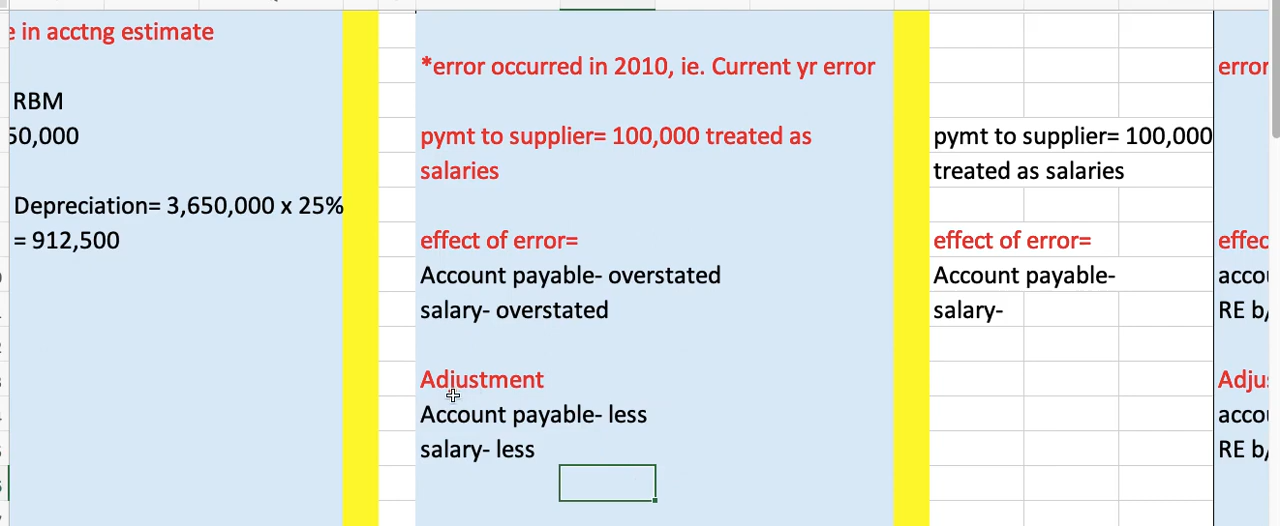 e in acctng estimate
RBM
50,000
Depreciation= 3,650,000 x 25%
= 912,500
*error occurred in 2010, ie. Current yr error
pymt to supplier= 100,000 treated as
salaries
effect of error=
Account payable- overstated
salary- overstated
Adjustment
Account payable- less
salary- less
pymt to supplier= 100,000
treated as salaries
effect of error=
Account payable-
salary-
error
effec
accou
RE b/
Adju
accou
RE b/